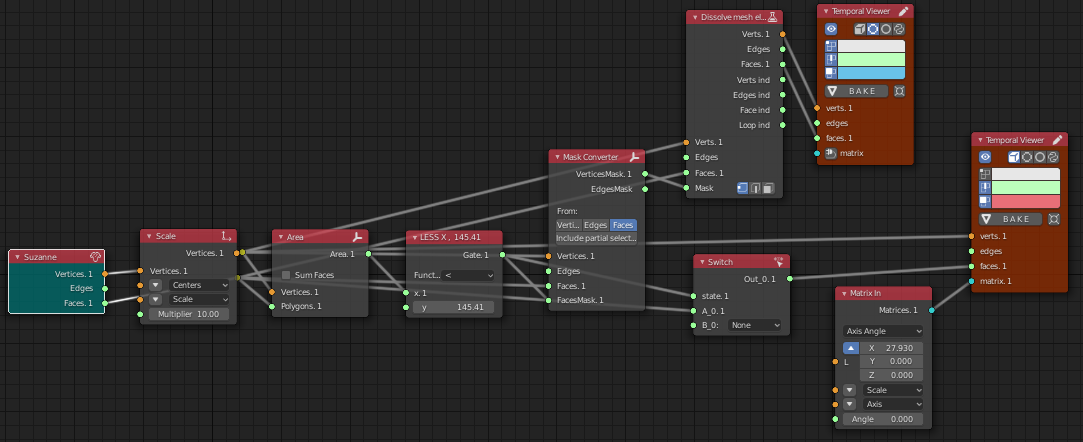 Suzanne
Vertices. 1
Edges
Faces. 1
Scale
Vertices. 1
Vertices. 1
Centers
Scale
Multiplier 10.00
Area
Area. 1
Sum Faces
Vertices. 1
Polygons. 1
LESS X , 145.41
Gate. 1
Funct.. <
x. 1
y 145.41
Mask Converter
VerticesMask. 1
EdgesMask
From:
Verti... Edges Faces
Include partial select...
Vertices. 1
Edges
Faces. 1
FacesMask. 1
Dissolve mesh el...
Verts. 1
Edges
Faces. 1
Verts ind
Edges ind
Face ind
Loop ind
Verts. 1
Edges
Faces. 1
Mask
Temporal Viewer
BAKE
verts. 1
edges
faces. 1
matrix
Switch
Out_0. 1
state. 1
A_0. 1
B_0: None
Matrix In
Matrices. 1
Axis Angle
X 27.930
L Y 0.000
Z 0.000
Scale
Axis
Angle 0.000
Temporal Viewer
BAKE
verts. 1
edges
faces. 1
matrix. 1